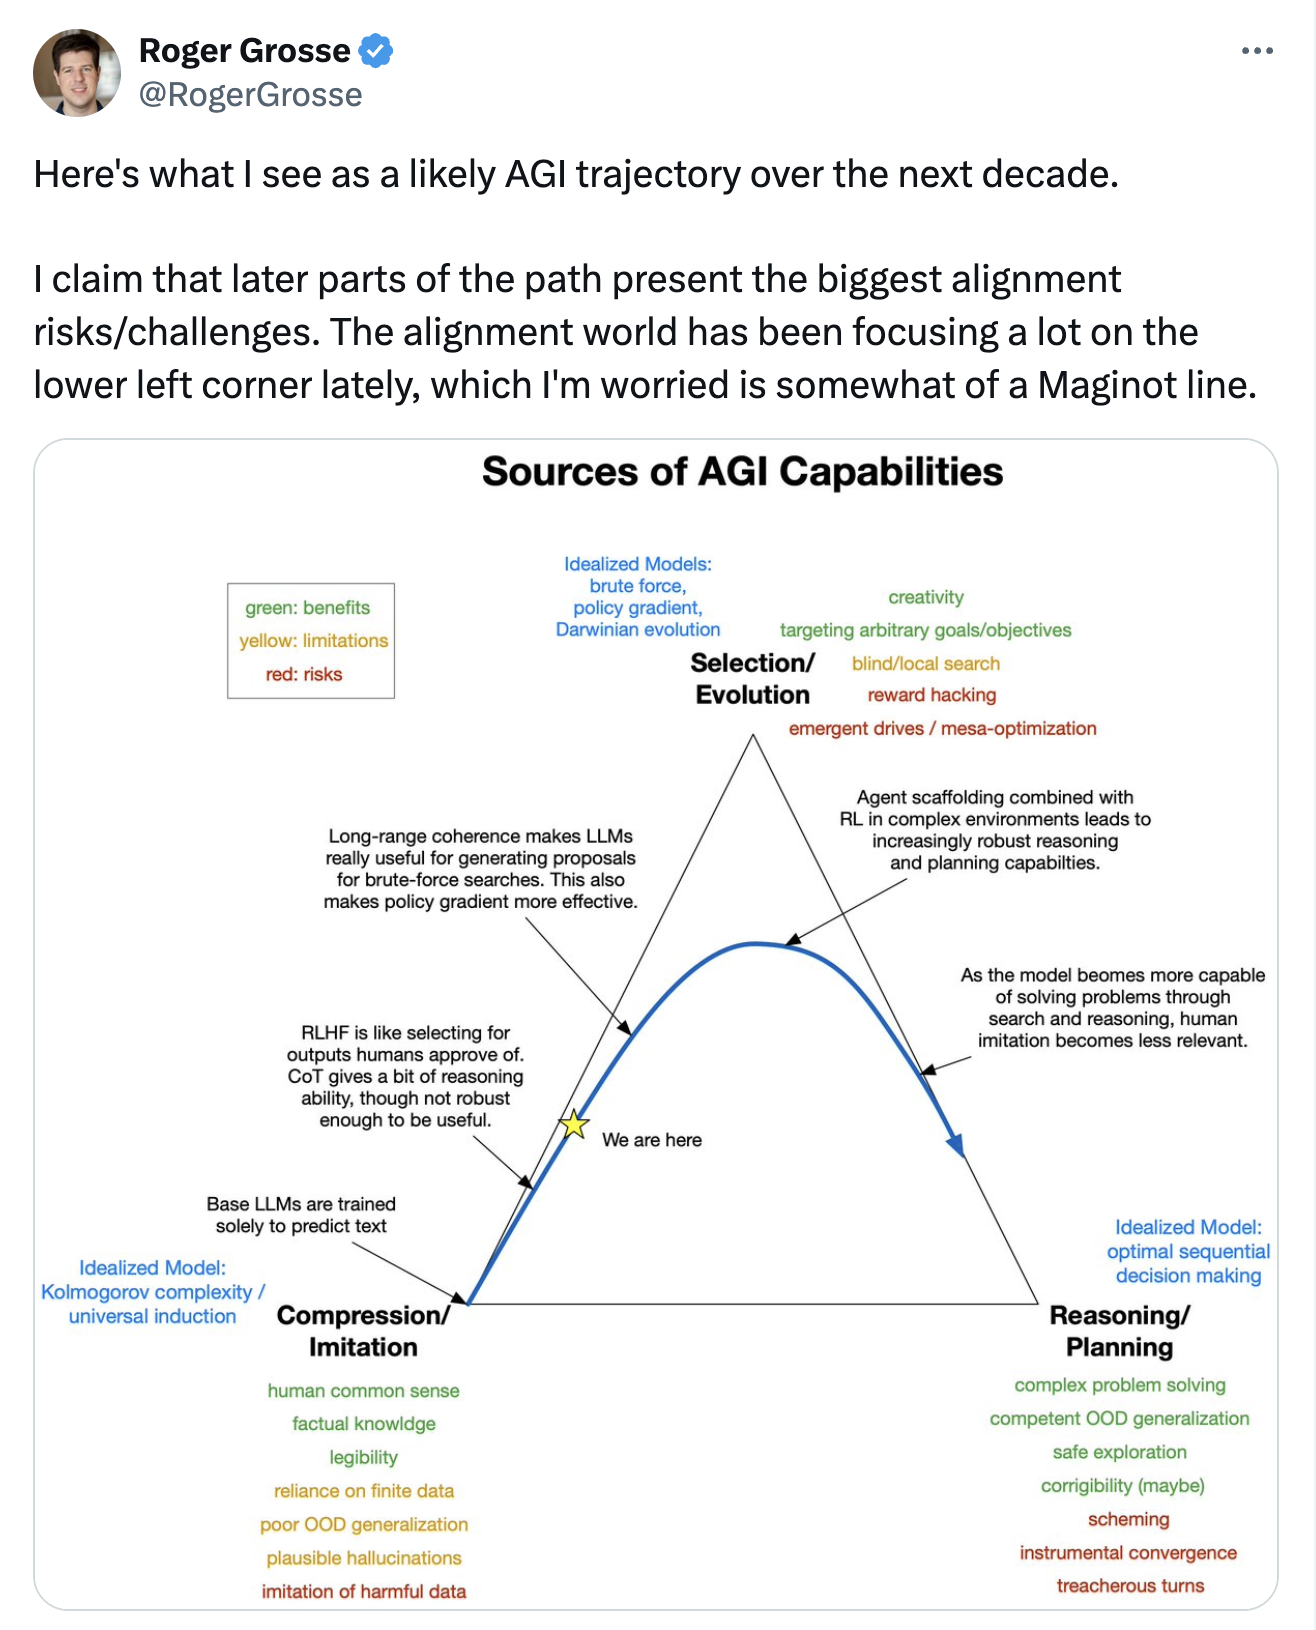 Roger Grosse
@RogerGrosse
Here's what I see as a likely AGI trajectory over the next decade.
I claim that later parts of the path present the biggest alignment
risks/challenges. The alignment world has been focusing a lot on the
lower left corner lately, which I'm worried is somewhat of a Maginot line.
Sources of AGI Capabilities
green: benefits
yellow: limitations
red: risks
Idealized Models:
brute force,
policy gradient,
Darwinian evolution
Selection/
Evolution
creativity
targeting arbitrary goals/objectives
blind/local search
reward hacking
emergent drives / mesa-optimization
Long-range coherence makes LLMs
really useful for generating proposals
for brute-force searches. This also
makes policy gradient more effective.
Agent scaffolding combined with
RL in complex environments leads to
increasingly robust reasoning
and planning capabilties.
As the model beomes more capable
of solving problems through
search and reasoning, human
imitation becomes less relevant.
RLHF is like selecting for
outputs humans approve of.
CoT gives a bit of reasoning
ability, though not robust
enough to be useful.
We are here
Base LLMs are trained
solely to predict text
Idealized Model:
Kolmogorov complexity /
universal induction
Compression/
Imitation
human common sense
factual knowldge
legibility
reliance on finite data
poor OOD generalization
plausible hallucinations
imitation of harmful data
Idealized Model:
optimal sequential
decision making
Reasoning/
Planning
complex problem solving
competent OOD generalization
safe exploration
corrigibility (maybe)
scheming
instrumental convergence
treacherous turns